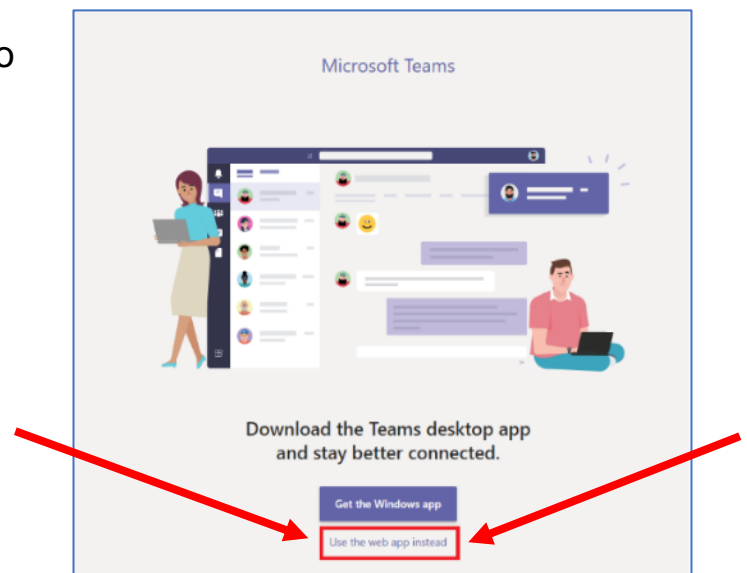 o
Microsoft Teams
Download the Teams desktop app
and stay better connected.
Get the Windows app
Use the web app instead